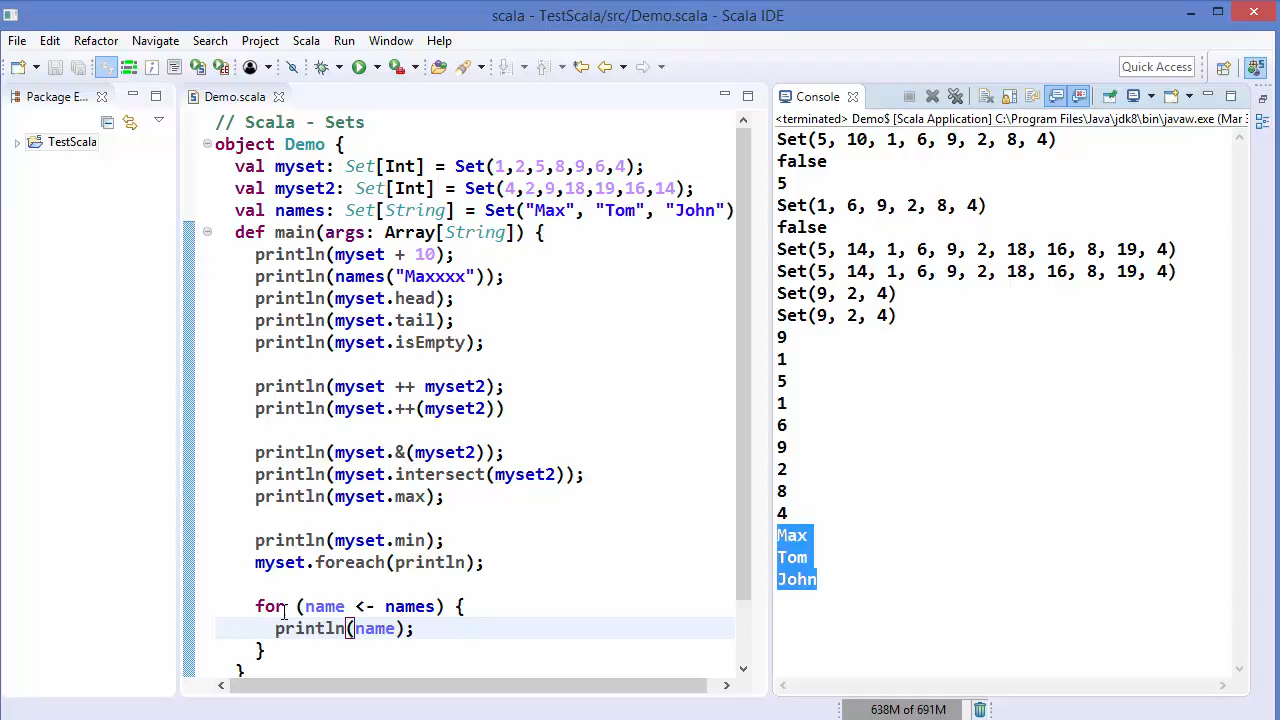 scala - TestScala/src/Demo.scala - Scala IDE
File Edit Refactor Navigate Search Project Scala Run Window Help
Quick Access
Package E...
TestScala
Demo.scala
// Scala - Sets
object Demo {
val myset: Set[Int] = Set(1,2,5,8,9,6,4);
val myset2: Set[Int] = Set(4,2,9,18,19,16,14);
val names: Set[String] = Set("Max", "Tom", "John")
def main(args: Array[String]) {
println(myset + 10);
println(names("Maxxxx"));
println(myset.head);
println(myset.tail);
println(myset.isEmpty);
println(myset ++ myset2);
println(myset.++(myset2))
println(myset.&(myset2));
println(myset.intersect(myset2));
println(myset.max);
println(myset.min);
myset.foreach(println);
for (name <- names) {
println(name);
}
}
Console
<terminated> Demo$ [Scala Application] C:\Program Files\Java\jdk8\bin\javaw.exe (Mar 3
Set(5, 10, 1, 6, 9, 2, 8, 4)
false
5
Set(1, 6, 9, 2, 8, 4)
false
Set(5, 14, 1, 6, 9, 2, 18, 16, 8, 19, 4)
Set(5, 14, 1, 6, 9, 2, 18, 16, 8, 19, 4)
Set(9, 2, 4)
Set(9, 2, 4)
9
1
5
1
6
9
2
8
4
Max
Tom
John
638M of 691M